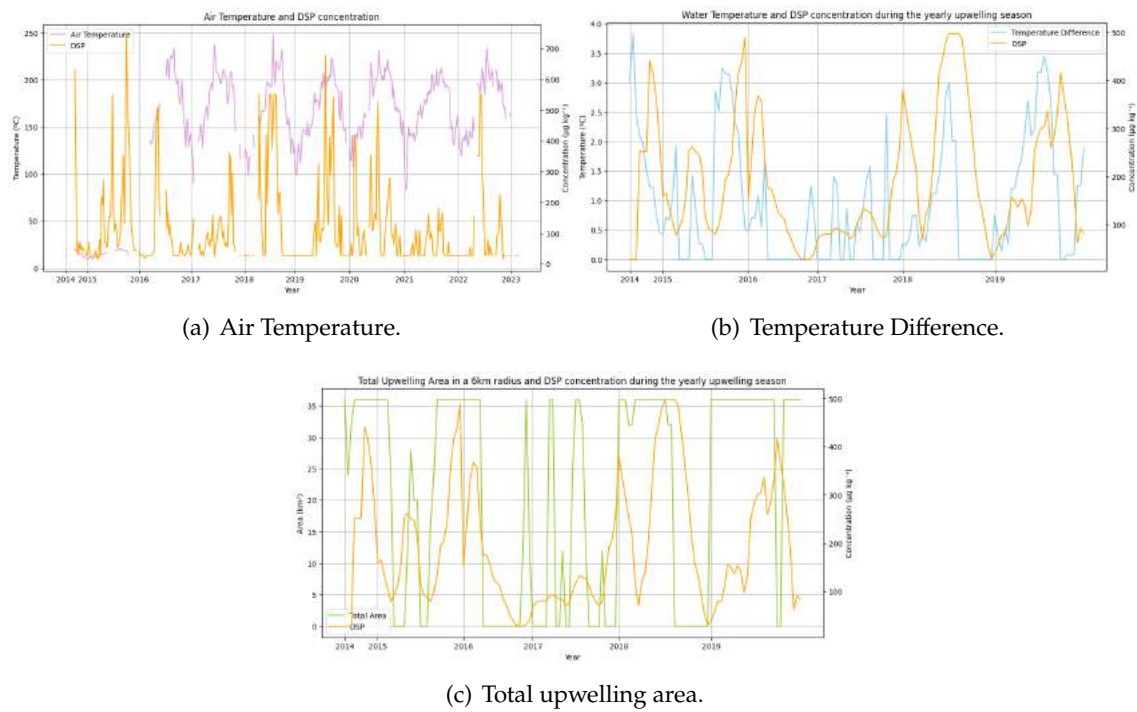 Air Temperature and DSP concentration
Air Temperature
DSP
250
200
150
100
50
0
Temperature (ºC)
700
600
500
400
300
200
100
0
Concentration (µg kg⁻¹)
2014 2015 2016 2017 2018 2019 2020 2021 2022 2023
Year
(a) Air Temperature.
Water Temperature and DSP concentration during the yearly upwelling season
Temperature Difference
DSP
4.0
3.5
3.0
2.5
2.0
1.5
1.0
0.5
0.0
Temperature (ºC)
500
400
300
200
100
Concentration (µg kg⁻¹)
2014 2015 2016 2017 2018 2019
Year
(b) Temperature Difference.
Total Upwelling Area in a 6km radius and DSP concentration during the yearly upwelling season
35
30
25
20
15
10
5
0
Area (km²)
Total Area
DSP
500
400
300
200
100
Concentration (µg kg⁻¹)
2014 2015 2016 2017 2018 2019
Year
(c) Total upwelling area.